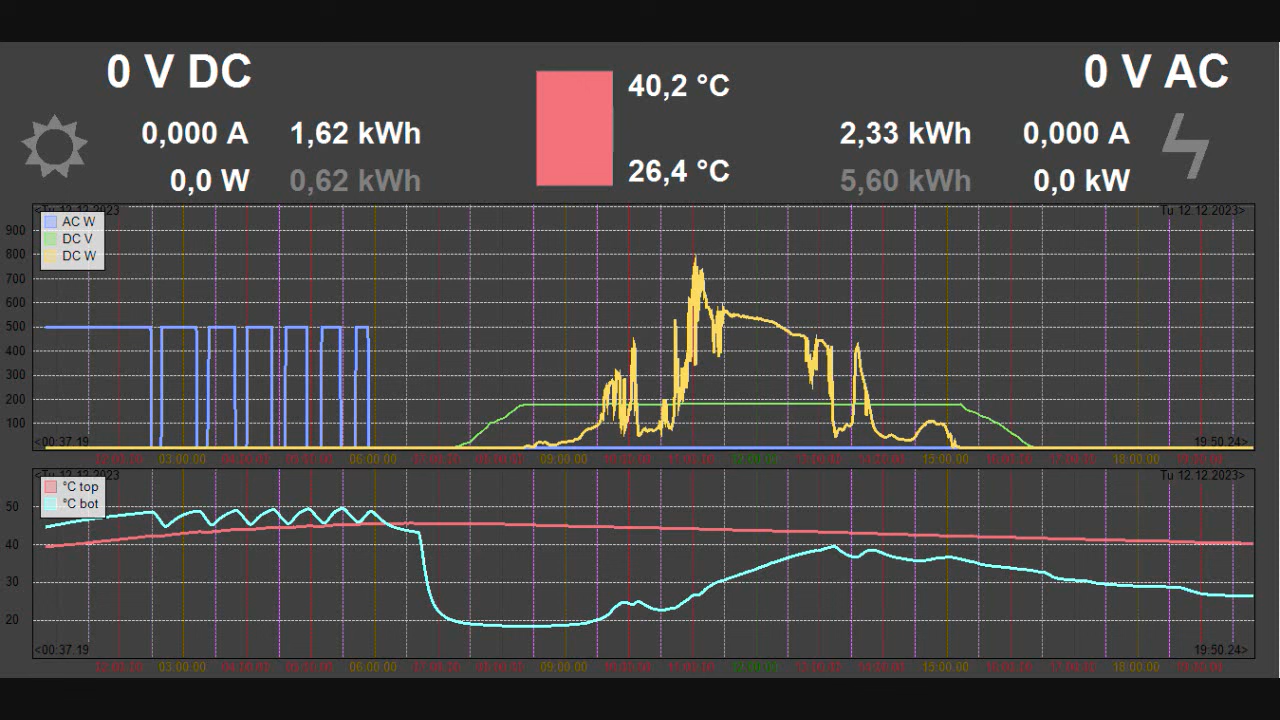 0 V DC
0,000 A 1,62 kWh
0,0 W 0,62 kWh
40,2 °C
26,4 °C
0 V AC
2,33 kWh 0,000 A
5,60 kWh 0,0 kW
<Tu 12.12.2023 Tu 12.12.2023>
AC W
DC V
DC W
900
800
700
600
500
400
300
200
100
<00:37.19 19:50.24>
03:00.00 06:00.00 09:00.00 15:00.00 18:00.00
<Tu 12.12.2023 Tu 12.12.2023>
°C top
°C bot
50
40
30
20
<00:37.19 19:50.24>
03:00.00 06:00.00 09:00.00 15:00.00 18:00.00